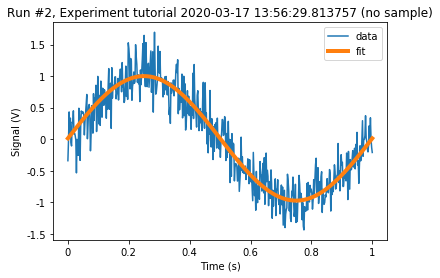 Run #2, Experiment tutorial 2020-03-17 13:56:29.813757 (no sample)
data
fit
Signal (V)
1.5
1
0.5
0
-0.5
-1
-1.5
0
0.2
0.4
0.6
0.8
1
Time (s)